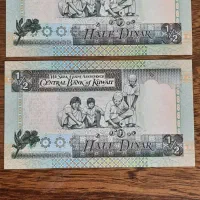 HALF DINAR
1/2
CENTRAL BANK OF KUWAIT
HALF DINAR
1/2